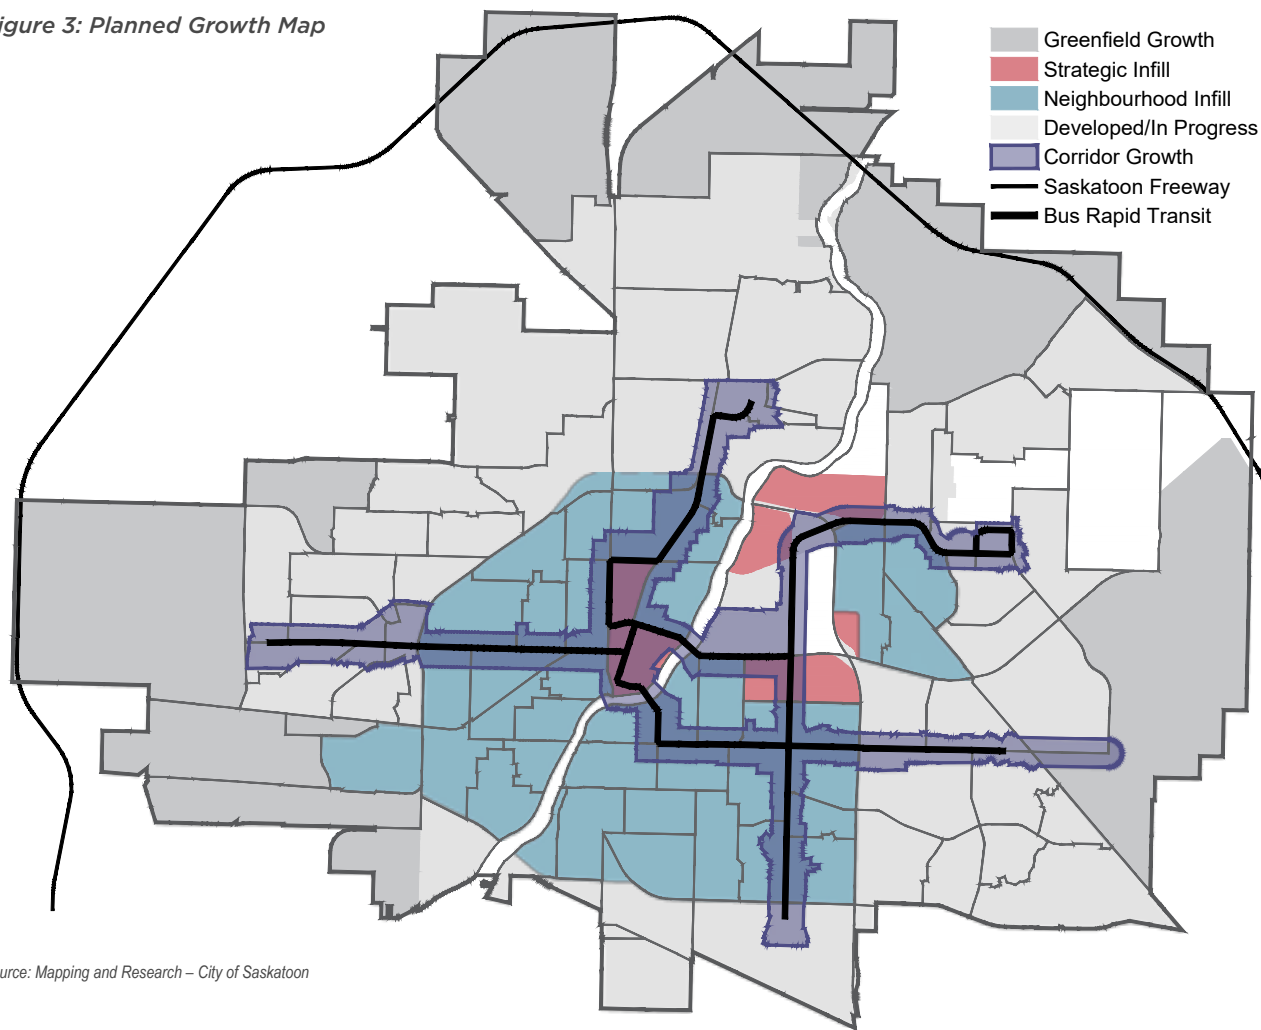 igure 3: Planned Growth Map
Greenfield Growth
Strategic Infill
Neighbourhood Infill
Developed/In Progress
Corridor Growth
Saskatoon Freeway
Bus Rapid Transit
urce: Mapping and Research – City of Saskatoon